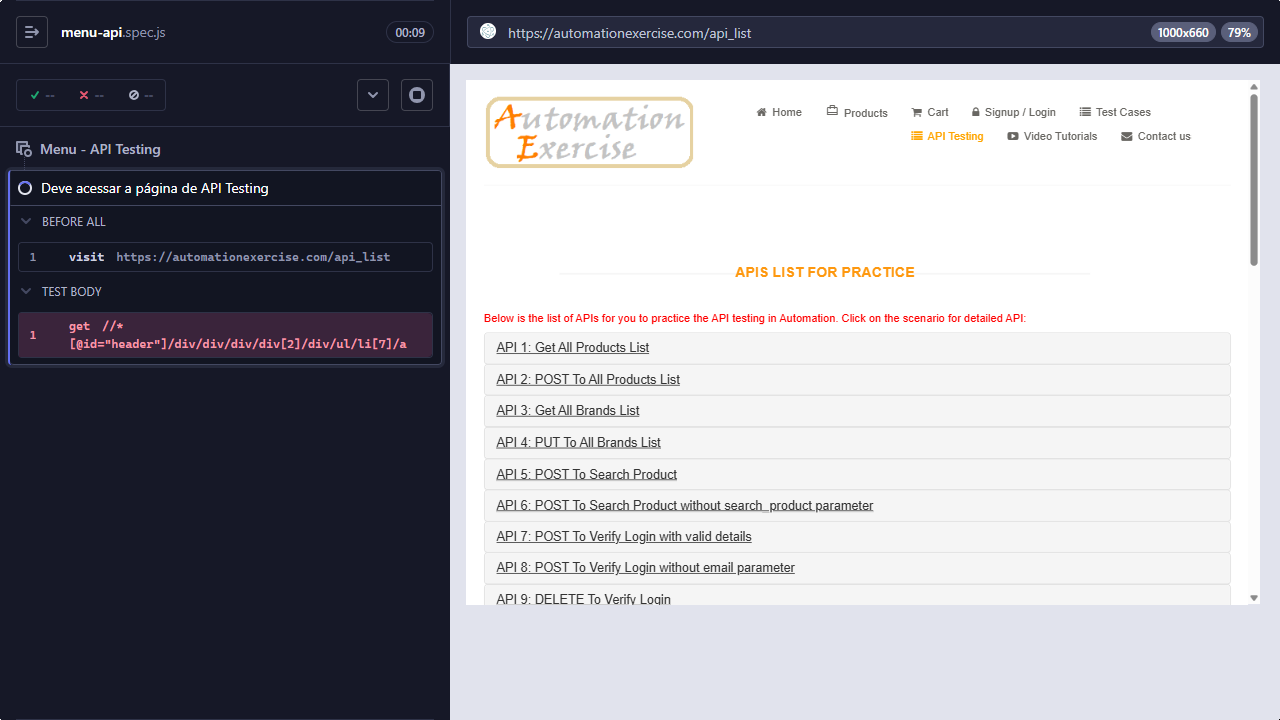 menu-api.spec.js
00:09
--
--
--
Menu - API Testing
Deve acessar a página de API Testing
BEFORE ALL
1 visit https://automationexercise.com/api_list
TEST BODY
1 get //*
[@id="header"]/div/div/div/div[2]/div/ul/li[7]/a
https://automationexercise.com/api_list
1000x660
79%
Automation
Exercise
Home
Products
Cart
Signup / Login
Test Cases
API Testing
Video Tutorials
Contact us
APIS LIST FOR PRACTICE
Below is the list of APIs for you to practice the API testing in Automation. Click on the scenario for detailed API:
API 1: Get All Products List
API 2: POST To All Products List
API 3: Get All Brands List
API 4: PUT To All Brands List
API 5: POST To Search Product
API 6: POST To Search Product without search_product parameter
API 7: POST To Verify Login with valid details
API 8: POST To Verify Login without email parameter
API 9: DELETE To Verify Login